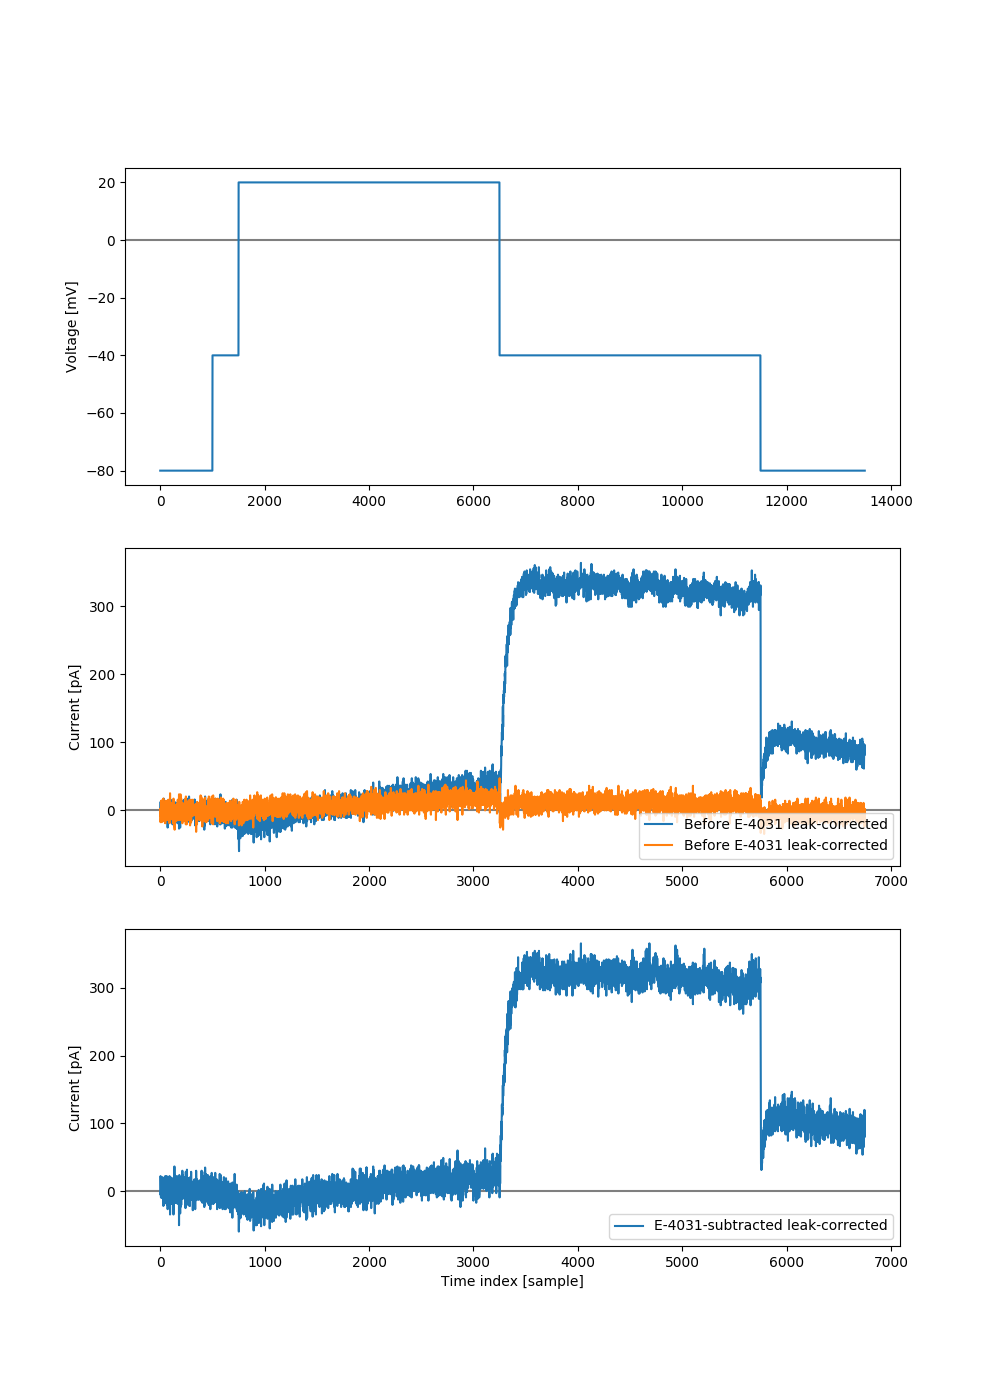 20
0
−20
−40
−60
−80
Voltage [mV]
0 2000 4000 6000 8000 10000 12000 14000
300
200
100
0
Current [pA]
Before E-4031 leak-corrected
Before E-4031 leak-corrected
0 1000 2000 3000 4000 5000 6000 7000
300
200
100
0
Current [pA]
E-4031-subtracted leak-corrected
0 1000 2000 3000 4000 5000 6000 7000
Time index [sample]